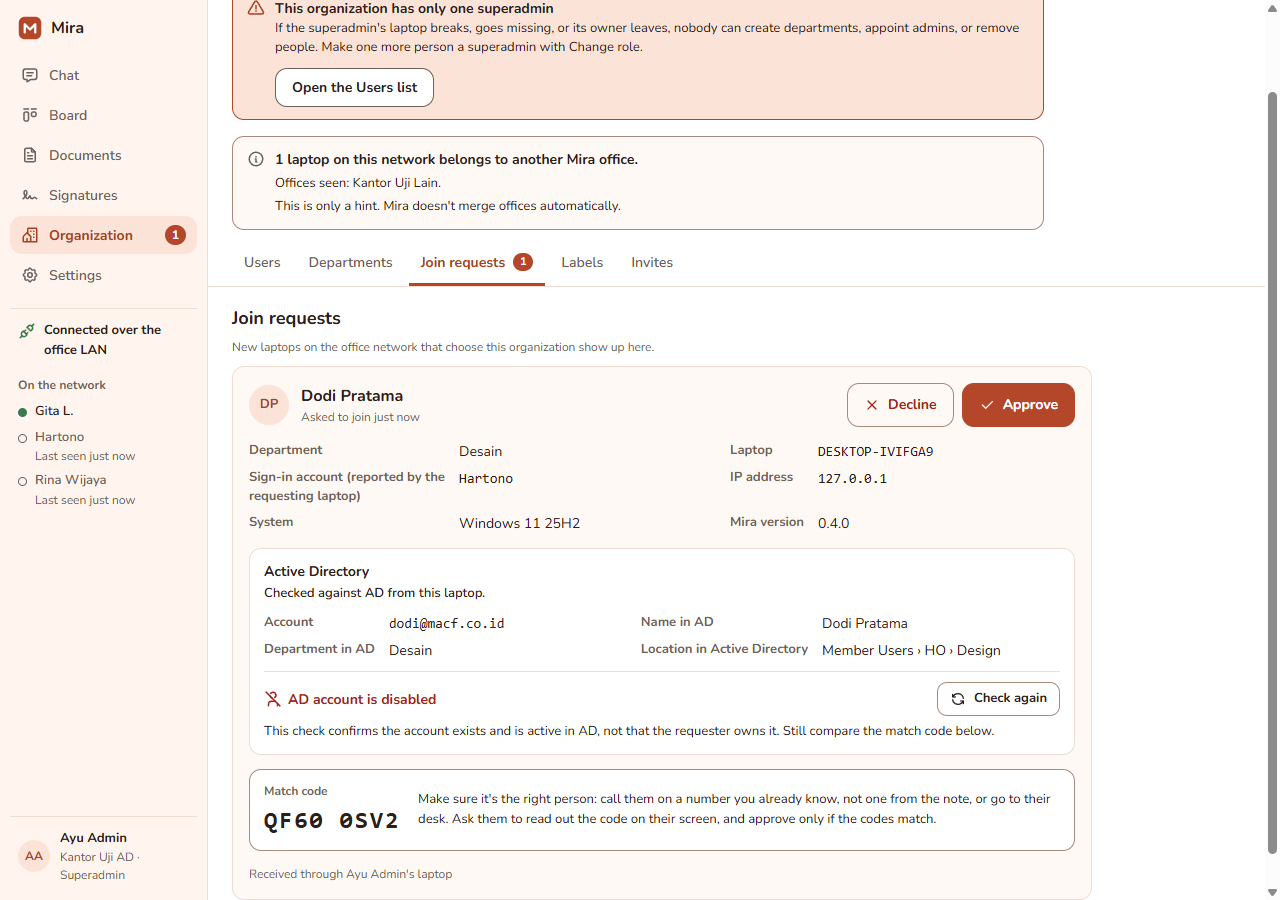 Mira
Chat
Board
Documents
Signatures
Organization 1
Settings
Connected over the
office LAN
On the network
Gita L.
Hartono
Last seen just now
Rina Wijaya
Last seen just now
AA
Ayu Admin
Kantor Uji AD ·
Superadmin
This organization has only one superadmin
If the superadmin's laptop breaks, goes missing, or its owner leaves, nobody can create departments, appoint admins, or remove
people. Make one more person a superadmin with Change role.
Open the Users list
1 laptop on this network belongs to another Mira office.
Offices seen: Kantor Uji Lain.
This is only a hint. Mira doesn't merge offices automatically.
Users Departments Join requests 1 Labels Invites
Join requests
New laptops on the office network that choose this organization show up here.
DP
Dodi Pratama
Asked to join just now
Decline
Approve
Department Desain
Laptop DESKTOP-IVIFGA9
Sign-in account (reported by the
requesting laptop) Hartono
IP address 127.0.0.1
System Windows 11 25H2
Mira version 0.4.0
Active Directory
Checked against AD from this laptop.
Account dodi@macf.co.id
Name in AD Dodi Pratama
Department in AD Desain
Location in Active Directory Member Users › HO › Design
AD account is disabled
Check again
This check confirms the account exists and is active in AD, not that the requester owns it. Still compare the match code below.
Match code
QF60 0SV2
Make sure it's the right person: call them on a number you already know, not one from the note, or go to their
desk. Ask them to read out the code on their screen, and approve only if the codes match.
Received through Ayu Admin's laptop